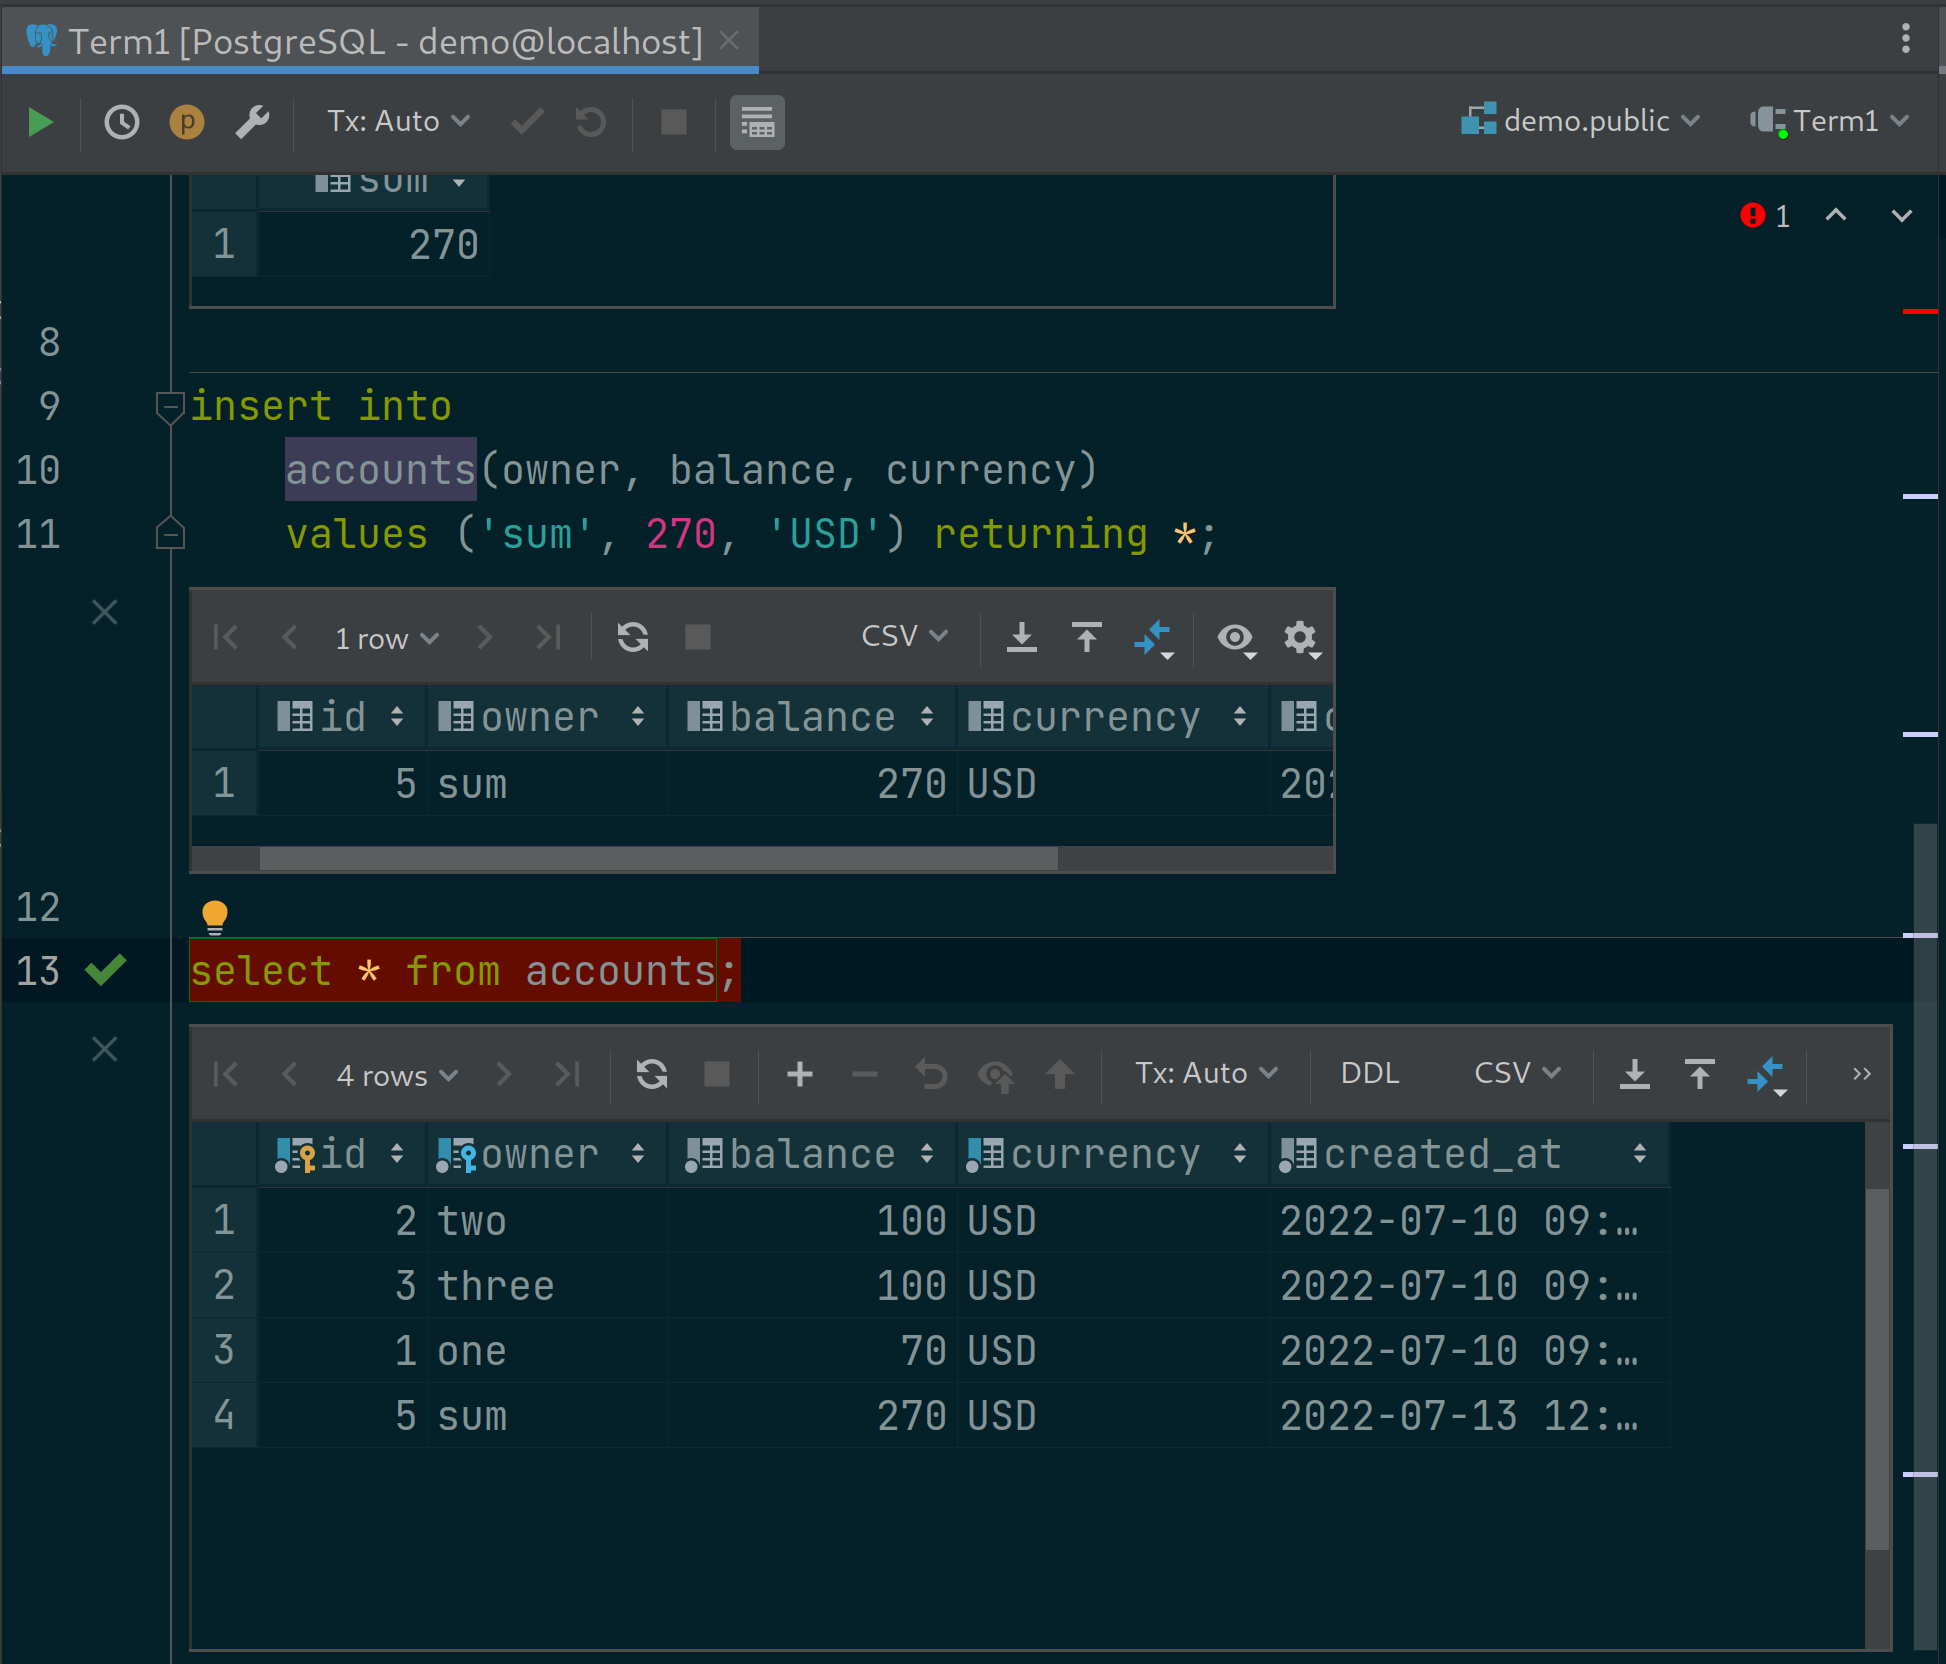 Term1 [PostgreSQL - demo@localhost]
p Tx: Auto demo.public Term1
sum
1 270
1
8
9 insert into
10 accounts(owner, balance, currency)
11 values ('sum', 270, 'USD') returning *;
1 row CSV
id owner balance currency
1 5 sum 270 USD
12
13 select * from accounts;
4 rows Tx: Auto DDL CSV »
id owner balance currency created_at
1 2 two 100 USD 2022-07-10 09:…
2 3 three 100 USD 2022-07-10 09:…
3 1 one 70 USD 2022-07-10 09:…
4 5 sum 270 USD 2022-07-13 12:…